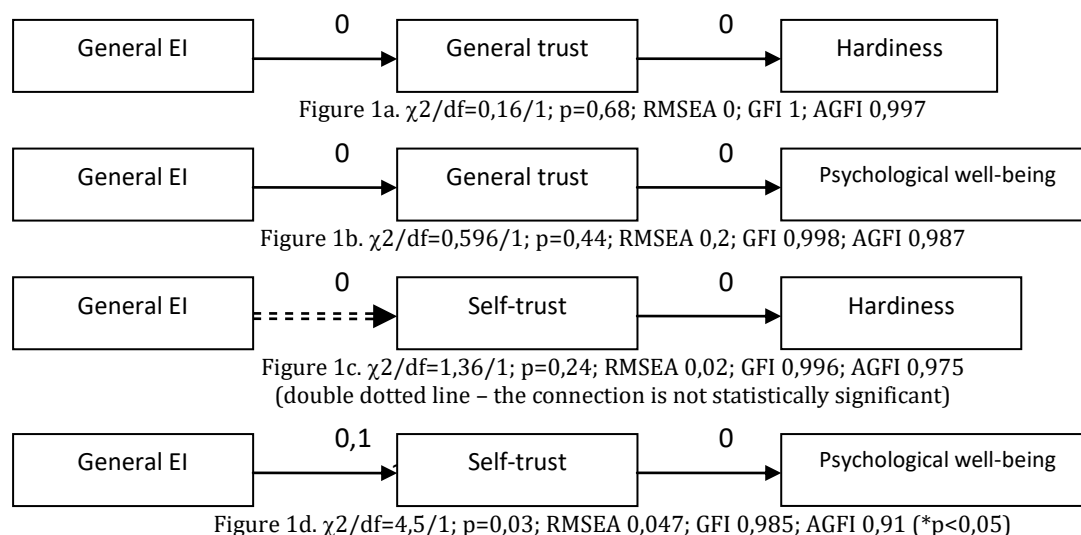 0 0
General EI General trust Hardiness
Figure 1a. χ2/df=0,16/1; p=0,68; RMSEA 0; GFI 1; AGFI 0,997
0 0
General EI General trust Psychological well-being
Figure 1b. χ2/df=0,596/1; p=0,44; RMSEA 0,2; GFI 0,998; AGFI 0,987
0 0
General EI Self-trust Hardiness
Figure 1c. χ2/df=1,36/1; p=0,24; RMSEA 0,02; GFI 0,996; AGFI 0,975
(double dotted line – the connection is not statistically significant)
0,1 0
General EI Self-trust Psychological well-being
Figure 1d. χ2/df=4,5/1; p=0,03; RMSEA 0,047; GFI 0,985; AGFI 0,91 (*p<0,05)